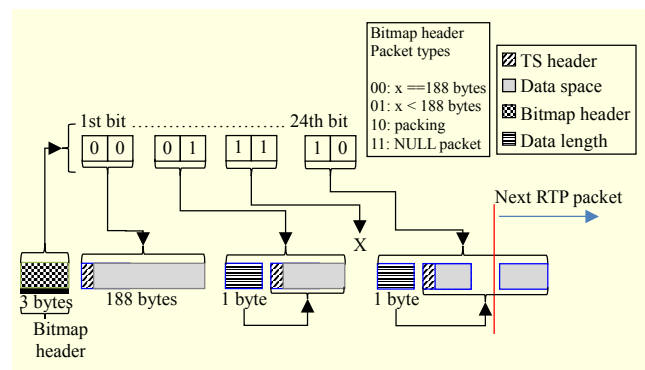 Bitmap header
Packet types
00: x ==188 bytes
01: x < 188 bytes
10: packing
11: NULL packet
TS header
Data space
Bitmap header
Data length
1st bit ........................... 24th bit
0 0 0 1 1 1 1 0
Next RTP packet
X
3 bytes 188 bytes 1 byte 1 byte
Bitmap
header